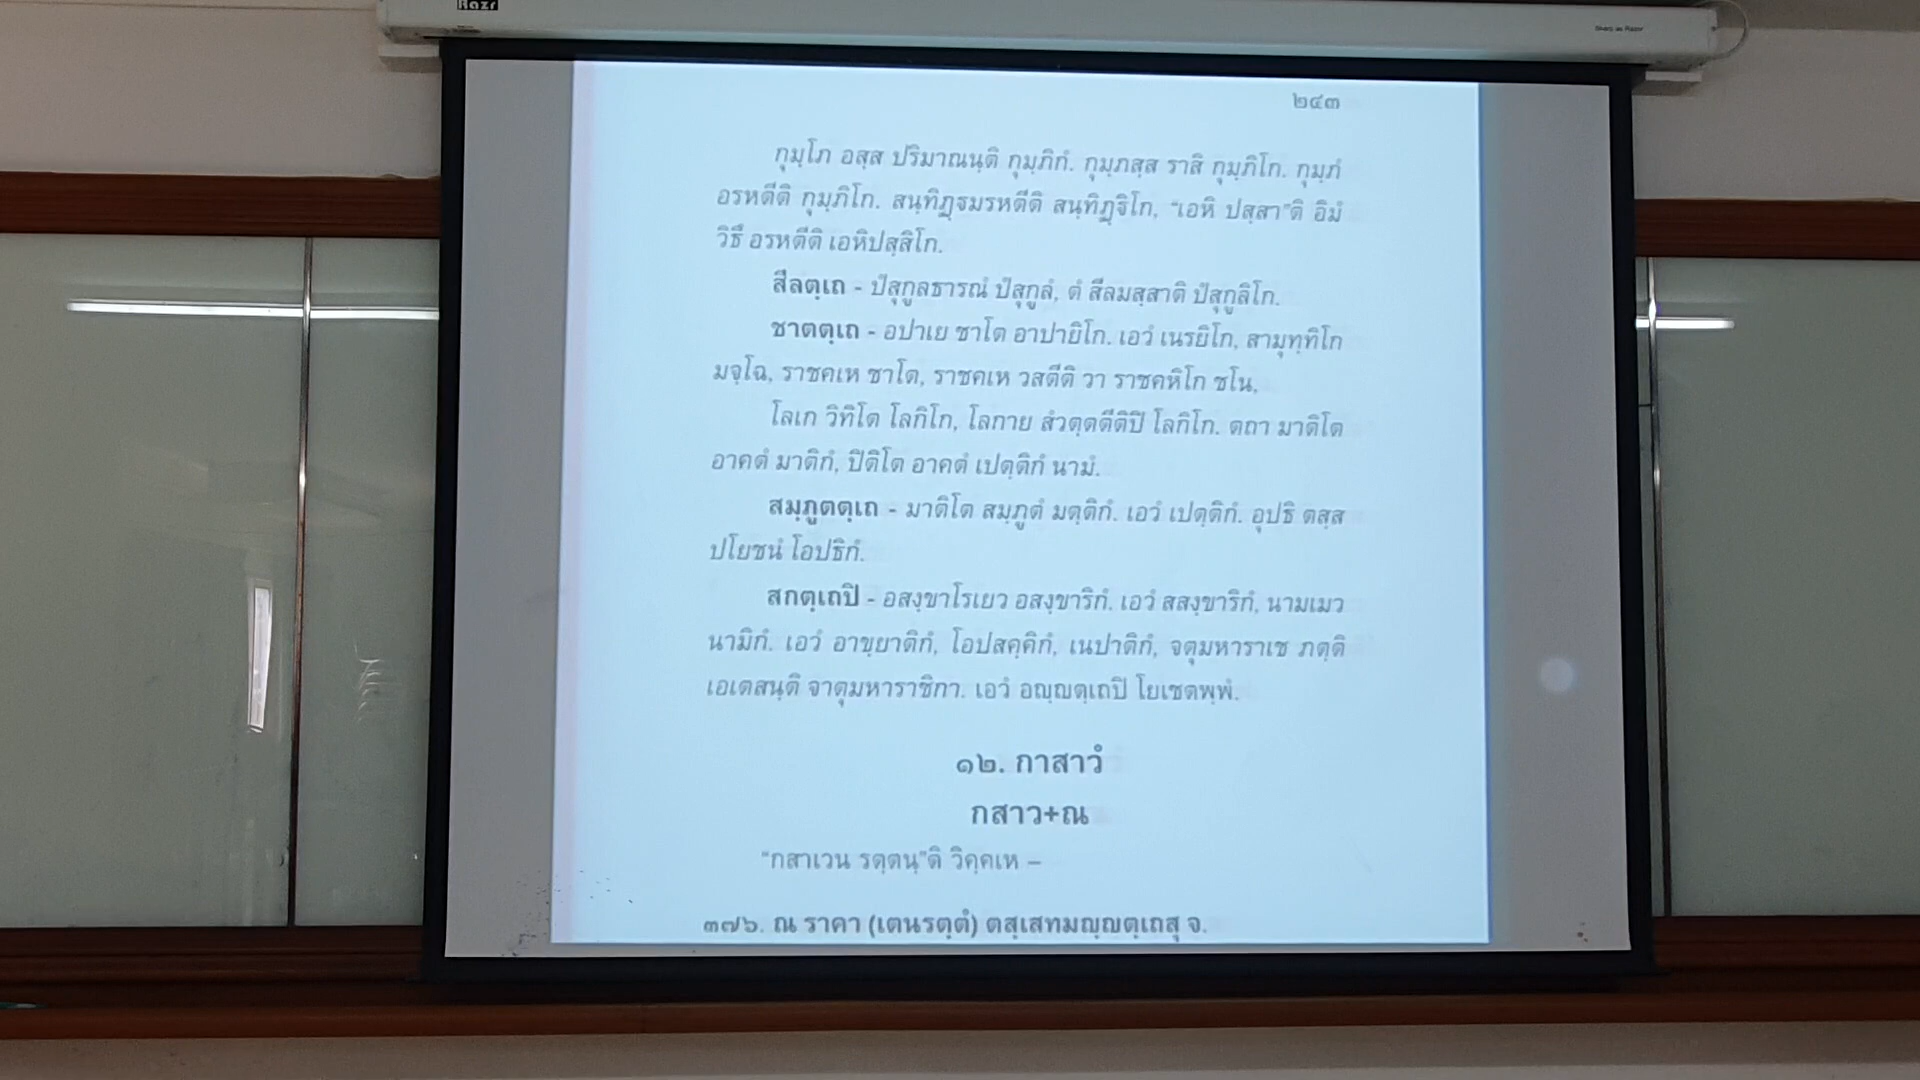 Razr
๒๔๓
กุมฺโภ อสฺส ปริมาณนฺติ กุมฺภิกํ. กุมฺภสฺส ราสิ กุมฺภิโก. กุมฺภํ
อรหตีติ กุมฺภิโก. สนฺทิฏฺฐมรหตีติ สนฺทิฏฺฐิโก, “เอหิ ปสฺสา”ติ อิมํ
วิธึ อรหตีติ เอหิปสฺสิโก.
สีลตฺเถ - ปํสุกูลธารณํ ปํสุกูลํ, ตํ สีลมสฺสาติ ปํสุกูลิโก.
ชาตตฺเถ - อปาเย ชาโต อาปายิโก. เอวํ เนรยิโก, สามุทฺทิโก
มจฺโฉ, ราชคเห ชาโต, ราชคเห วสตีติ วา ราชคหิโก ชโน,
โลเก วิทิโต โลกิโก, โลกาย สํวตฺตตีติปิ โลกิโก. ตถา มาติโต
อาคตํ มาติกํ, ปิติโต อาคตํ เปตฺติกํ นามํ.
สมฺภูตตฺเถ - มาติโต สมฺภูตํ มตฺติกํ. เอวํ เปตฺติกํ. อุปธิ ตสฺส
ปโยชนํ โอปธิกํ.
สกตฺเถปิ - อสงฺขาโรเยว อสงฺขาริกํ. เอวํ สสงฺขาริกํ, นามเมว
นามิกํ. เอวํ อาขฺยาติกํ, โอปสคฺคิกํ, เนปาติกํ, จตุมหาราเช ภตฺติ
เอเตสนฺติ จาตุมหาราชิกา. เอวํ อญฺญตฺเถปิ โยเชตพฺพํ.
๑๒. กาสาวํ
กสาว+ณ
“กสาเวน รตฺตนฺ”ติ วิคฺคเห –
๓๗๖. ณ ราคา (เตนรตฺตํ) ตสฺเสทมญฺญตฺเถสุ จ.